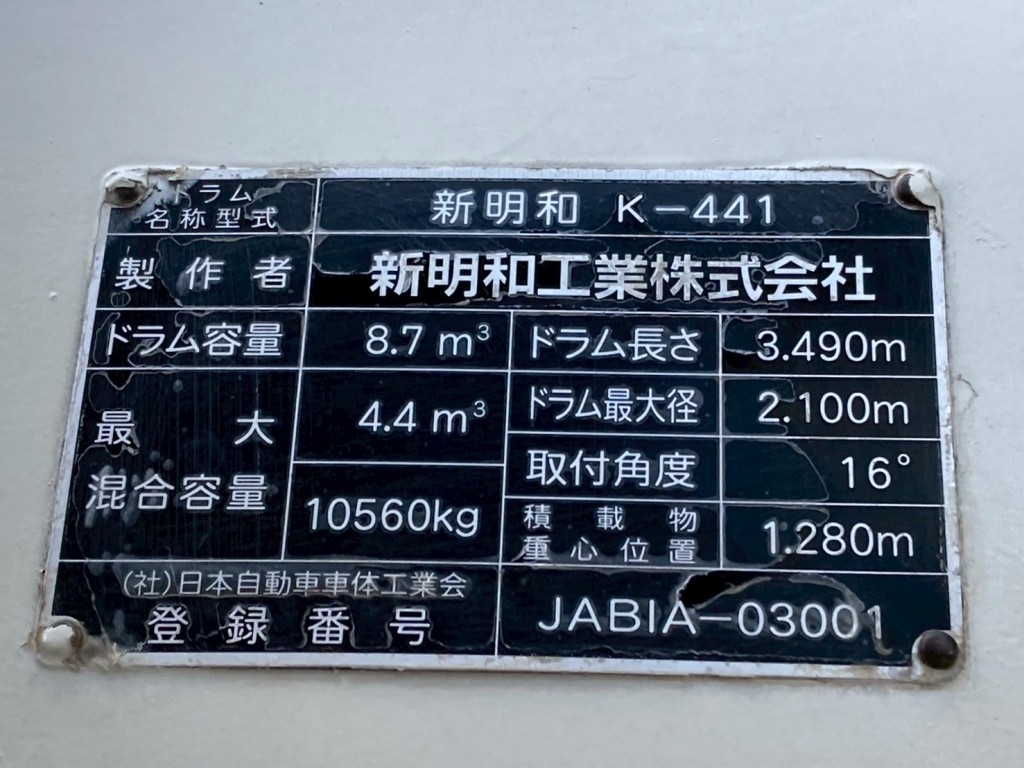 ドラム
名称型式
新明和 K-441
製作者
新明和工業株式会社
ドラム容量
8.7 m³
ドラム長さ
3.490m
最大
混合容量
4.4 m³
10560kg
ドラム最大径
2.100m
取付角度
16°
積載物
重心位置
1.280m
(社)日本自動車車体工業会
登録番号
JABIA-03001